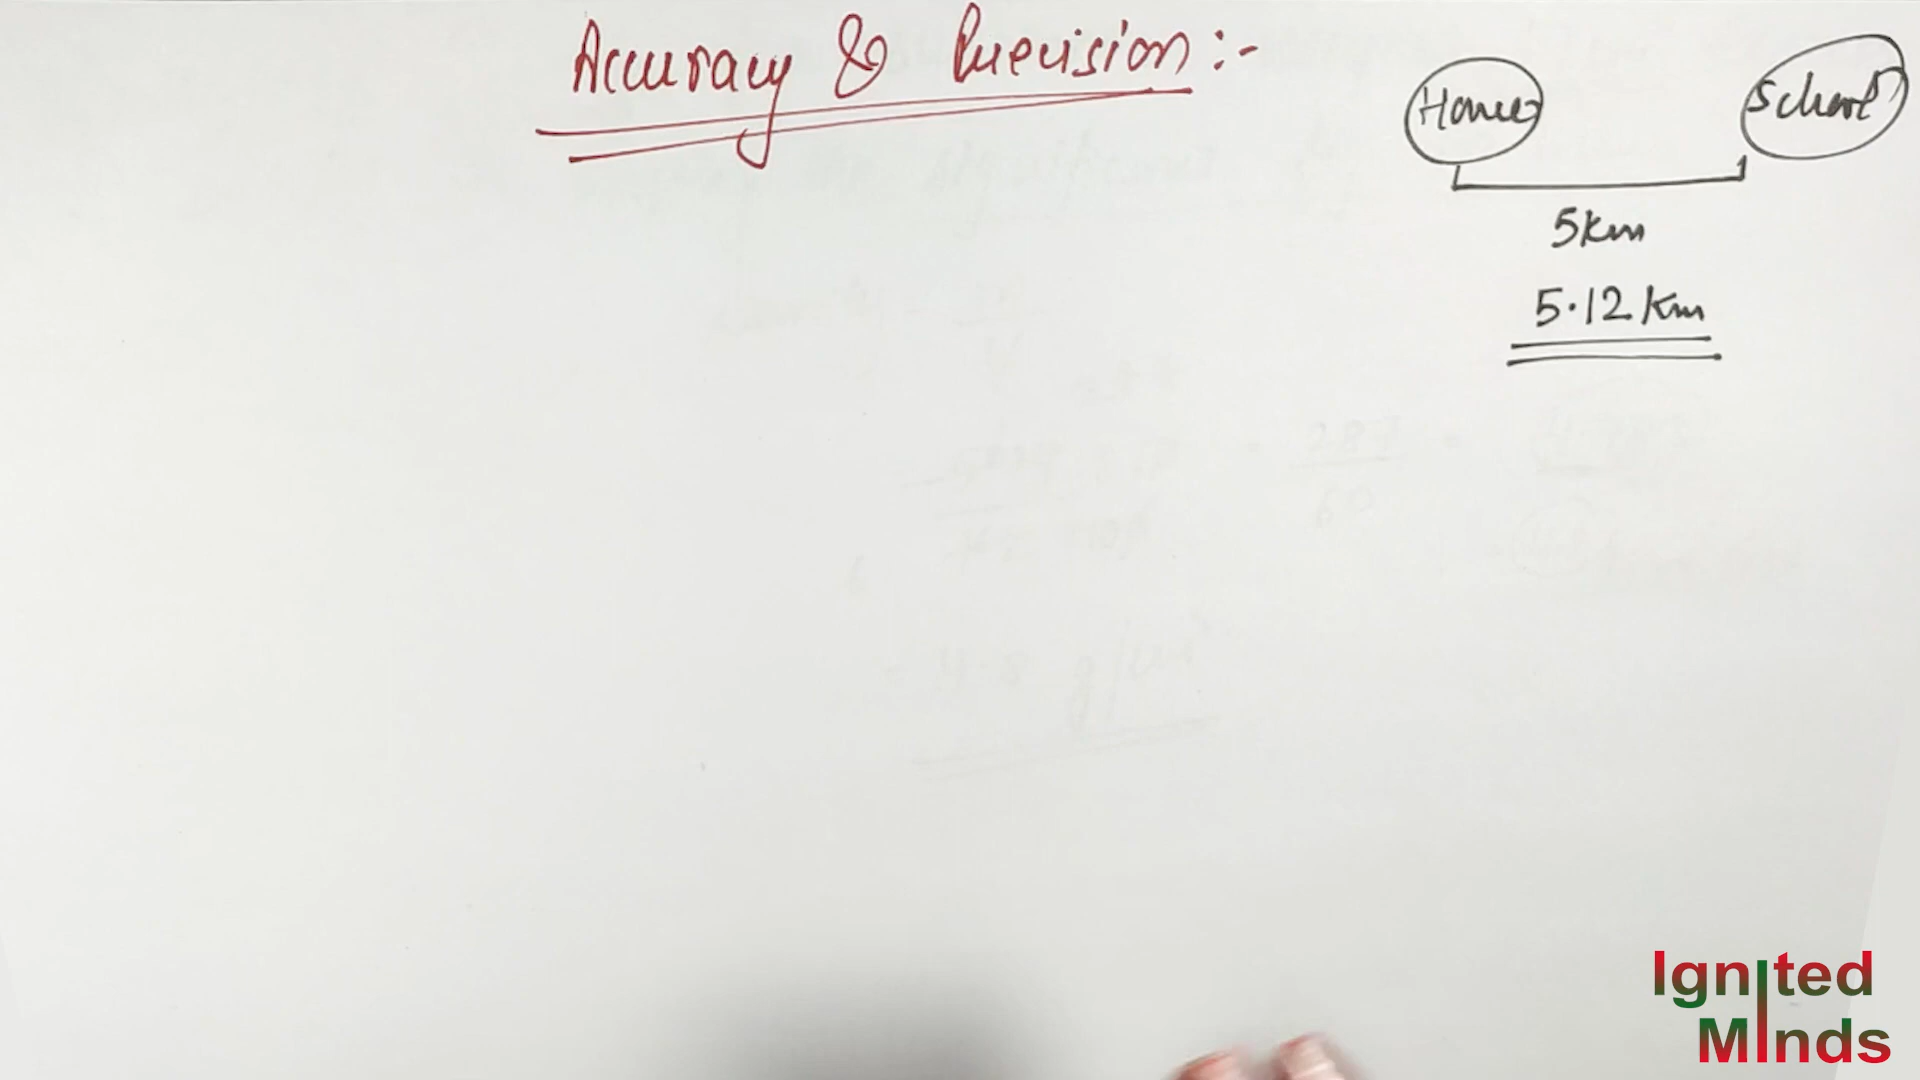 Accuracy & Precision :-
Home
School
5km
5.12 km
Ignited
Minds